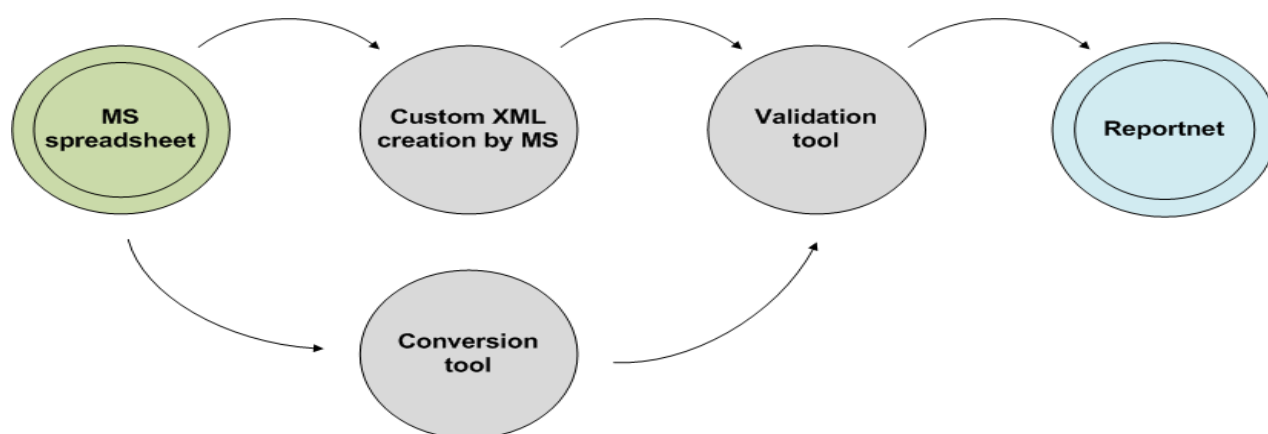 MS
spreadsheet
Custom XML
creation by MS
Validation
tool
Reportnet
Conversion
tool